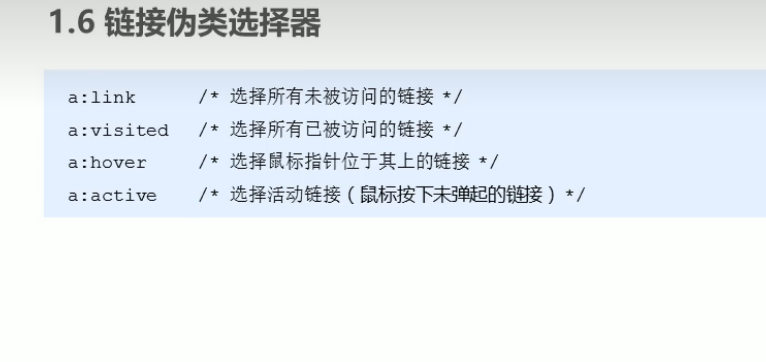 1.6 链接伪类选择器
a:link /* 选择所有未被访问的链接 */
a:visited /* 选择所有已被访问的链接 */
a:hover /* 选择鼠标指针位于其上的链接 */
a:active /* 选择活动链接（鼠标按下未弹起的链接）*/